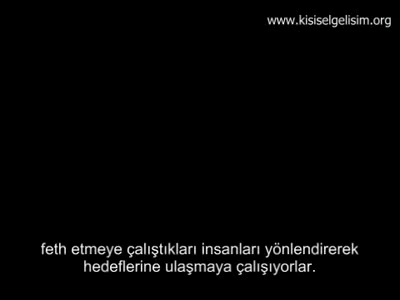 www.kisiselgelisim.org
feth etmeye çalıştıkları insanları yönlendirerek
hedeflerine ulaşmaya çalışıyorlar.